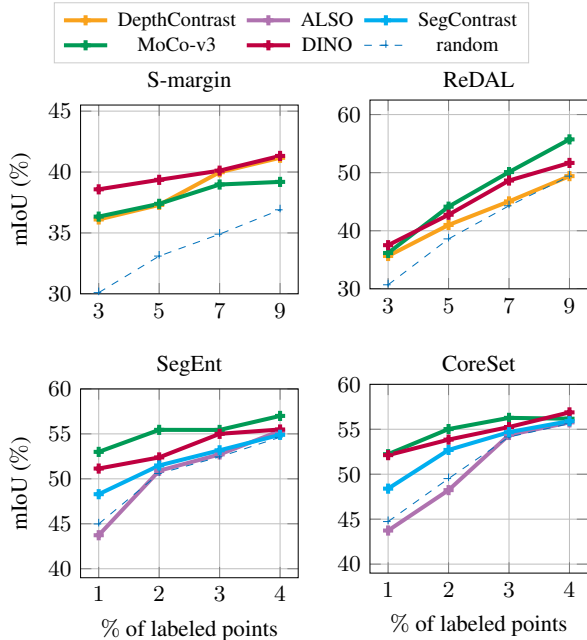 DepthContrast ALSO SegContrast
MoCo-v3 DINO random
S-margin
ReDAL
mIoU (%)
45
40
35
30
3 5 7 9
60
50
40
30
3 5 7 9
SegEnt
CoreSet
mIoU (%)
60
55
50
45
40
1 2 3 4
60
55
50
45
40
1 2 3 4
% of labeled points
% of labeled points